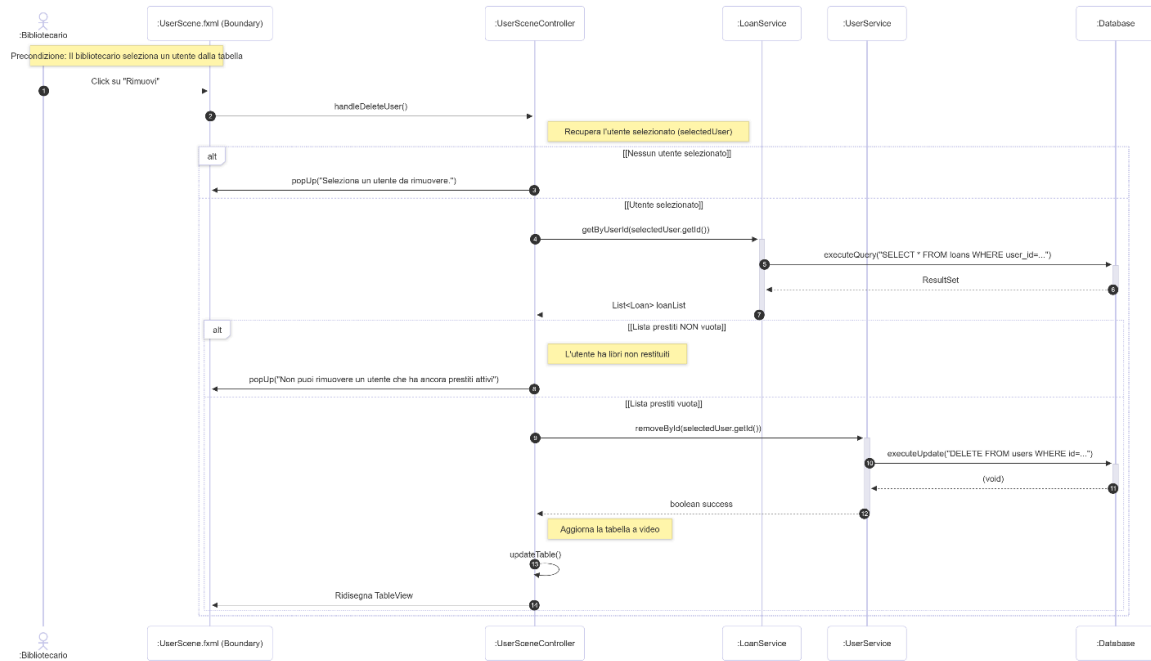 :Bibliotecario
:UserScene.fxml (Boundary)
:UserSceneController
:LoanService
:UserService
:Database
Precondizione: Il bibliotecario seleziona un utente dalla tabella
Click su "Rimuovi"
1
handleDeleteUser()
2
Recupera l'utente selezionato (selectedUser)
alt
[[Nessun utente selezionato]]
popUp("Seleziona un utente da rimuovere.")
3
[[Utente selezionato]]
getByUserId(selectedUser.getId())
4
executeQuery("SELECT * FROM loans WHERE user_id=...")
5
ResultSet
6
List<Loan> loanList
7
alt
[[Lista prestiti NON vuota]]
L'utente ha libri non restituiti
popUp("Non puoi rimuovere un utente che ha ancora prestiti attivi")
8
[[Lista prestiti vuota]]
removeById(selectedUser.getId())
9
executeUpdate("DELETE FROM users WHERE id=...")
10
(void)
11
boolean success
12
Aggiorna la tabella a video
updateTable()
13
Ridisegna TableView
14
:Bibliotecario
:UserScene.fxml (Boundary)
:UserSceneController
:LoanService
:UserService
:Database